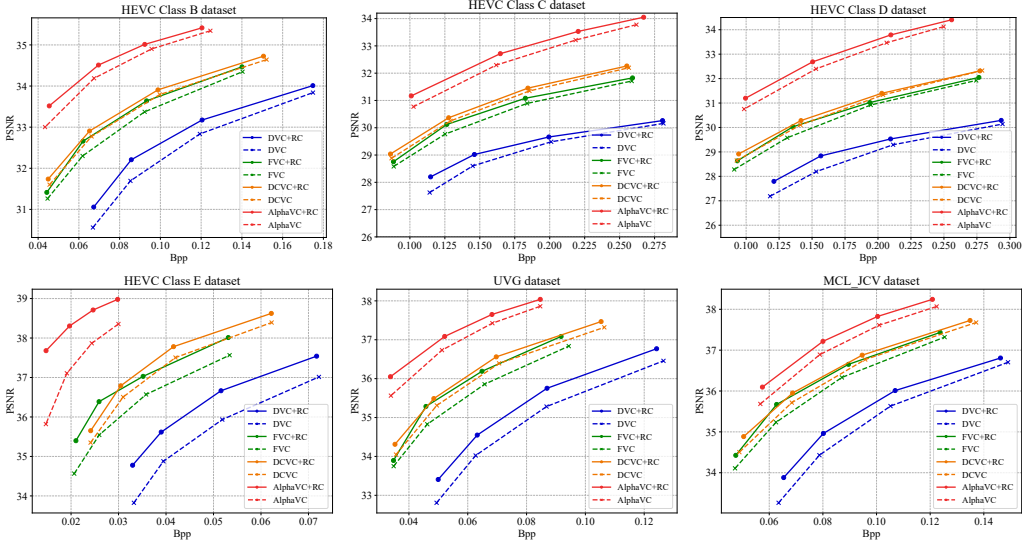 HEVC Class B dataset
PSNR
35
34
33
32
31
0.04 0.06 0.08 0.10 0.12 0.14 0.16 0.18
Bpp
DVC+RC
DVC
FVC+RC
FVC
DCVC+RC
DCVC
AlphaVC+RC
AlphaVC
HEVC Class C dataset
PSNR
34
33
32
31
30
29
28
27
26
0.100 0.125 0.150 0.175 0.200 0.225 0.250 0.275
Bpp
DVC+RC
DVC
FVC+RC
FVC
DCVC+RC
DCVC
AlphaVC+RC
AlphaVC
HEVC Class D dataset
PSNR
34
33
32
31
30
29
28
27
26
0.100 0.125 0.150 0.175 0.200 0.225 0.250 0.275 0.300
Bpp
DVC+RC
DVC
FVC+RC
FVC
DCVC+RC
DCVC
AlphaVC+RC
AlphaVC
HEVC Class E dataset
PSNR
39
38
37
36
35
34
0.02 0.03 0.04 0.05 0.06 0.07
Bpp
DVC+RC
DVC
FVC+RC
FVC
DCVC+RC
DCVC
AlphaVC+RC
AlphaVC
UVG dataset
PSNR
38
37
36
35
34
33
0.04 0.06 0.08 0.10 0.12
Bpp
DVC+RC
DVC
FVC+RC
FVC
DCVC+RC
DCVC
AlphaVC+RC
AlphaVC
MCL_JCV dataset
PSNR
38
37
36
35
34
0.06 0.08 0.10 0.12 0.14
Bpp
DVC+RC
DVC
FVC+RC
FVC
DCVC+RC
DCVC
AlphaVC+RC
AlphaVC